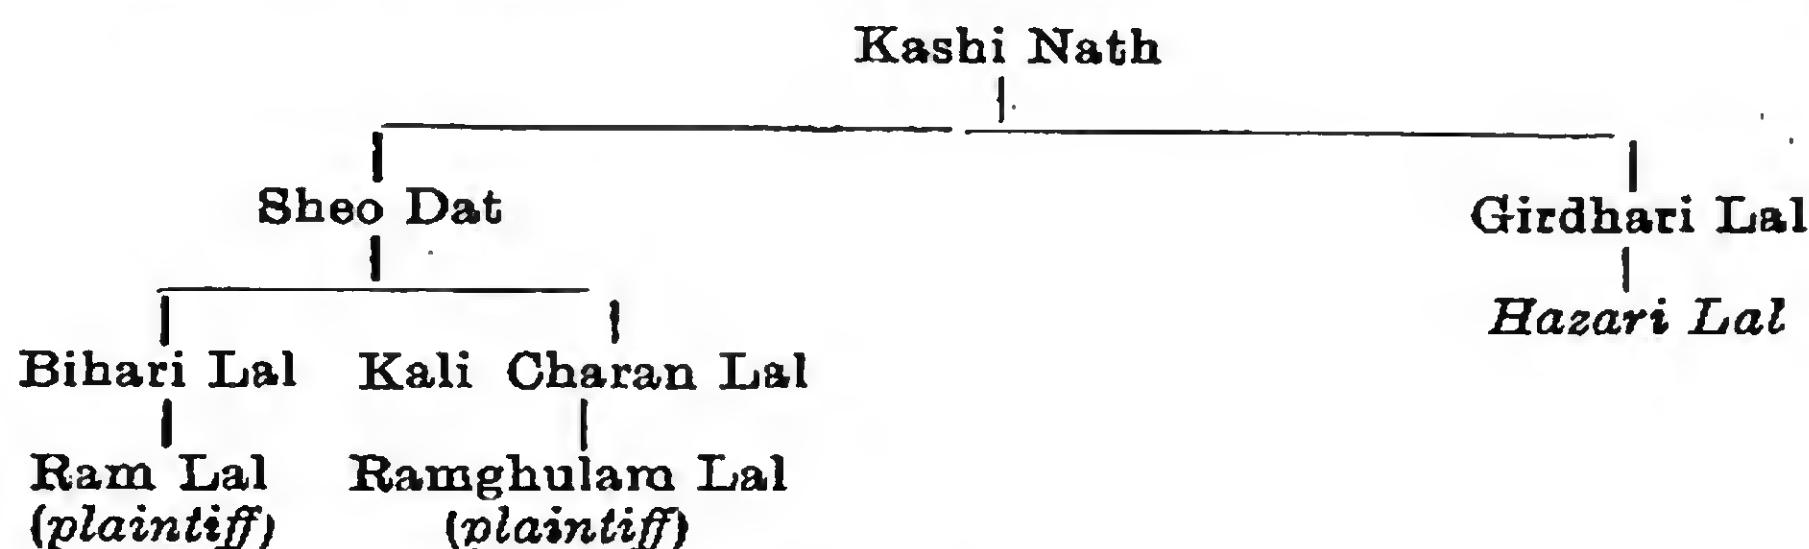 Kashi Nath
Sheo Dat Girdhari Lal
Hazari Lal
Bihari Lal Kali Charan Lal
Ram Lal Ramghulam Lal
(plaintiff) (plaintiff)